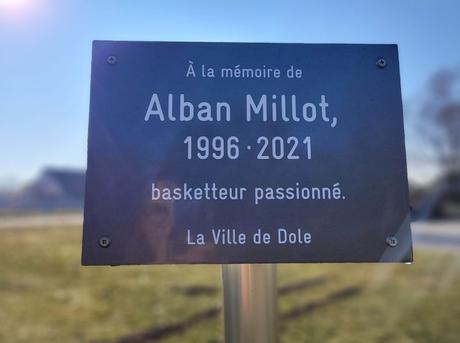 À la mémoire de
Alban Millot,
1996 · 2021
basketteur passionné.
La Ville de Dole